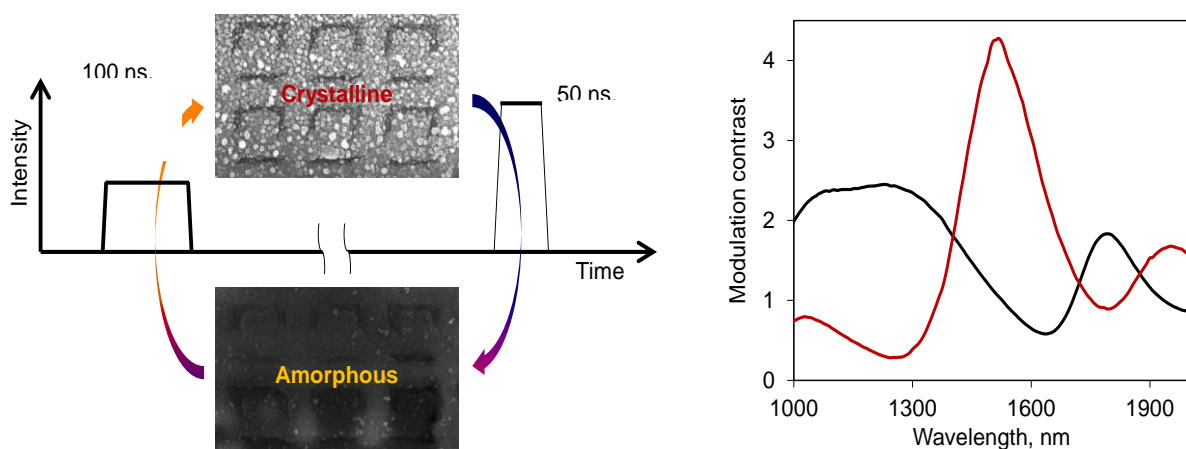 100 ns.
Crystalline
50 ns.
Intensity
Time
Amorphous
Modulation contrast
4
3
2
1
0
1000 1300 1600 1900
Wavelength, nm